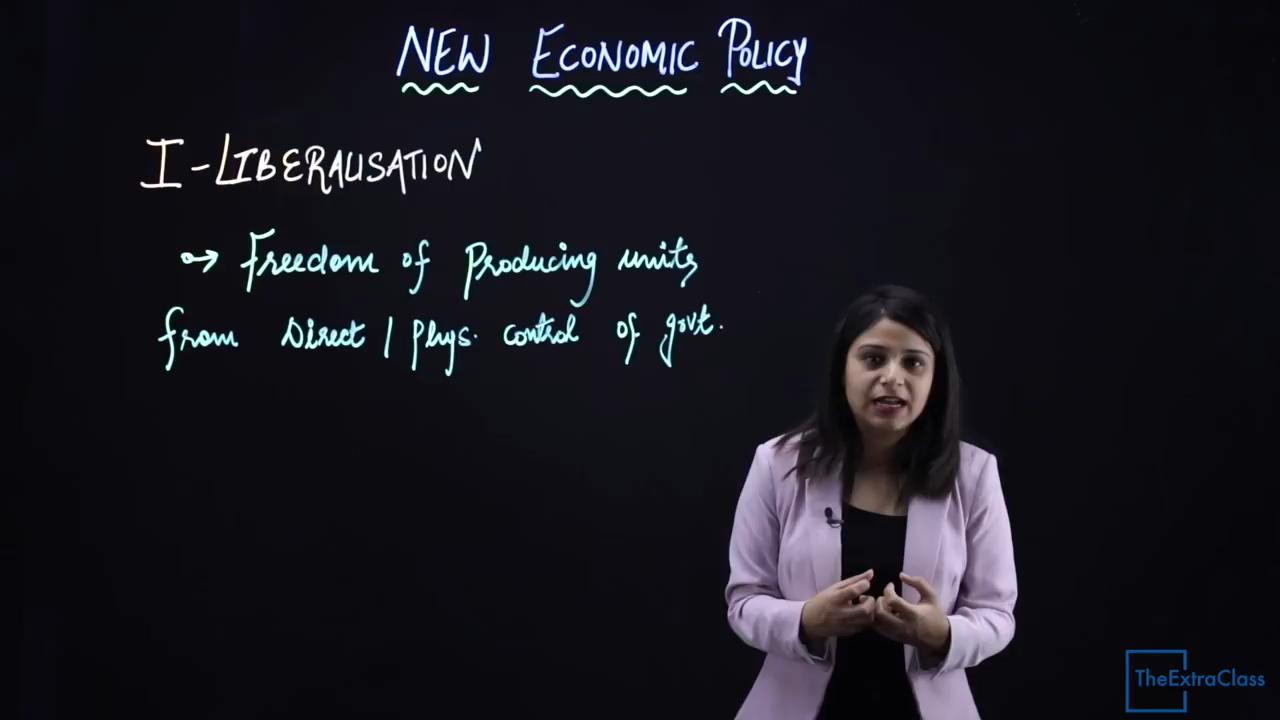 NEW ECONOMIC POLICY
I - LIBERALISATION
Freedom of Producing units
from Direct / Phys. control of govt.
TheExtraClass